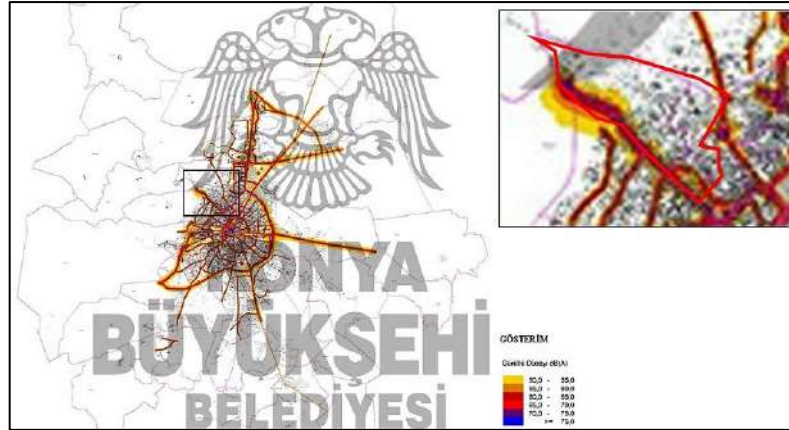 KONYA
BÜYÜKŞEHİ
BELEDİYESİ
GÖSTERİM
Gürültü Düzeyi dB(A)
50,0 - 55,0
55,0 - 60,0
60,0 - 65,0
65,0 - 70,0
70,0 - 75,0
>= 75,0